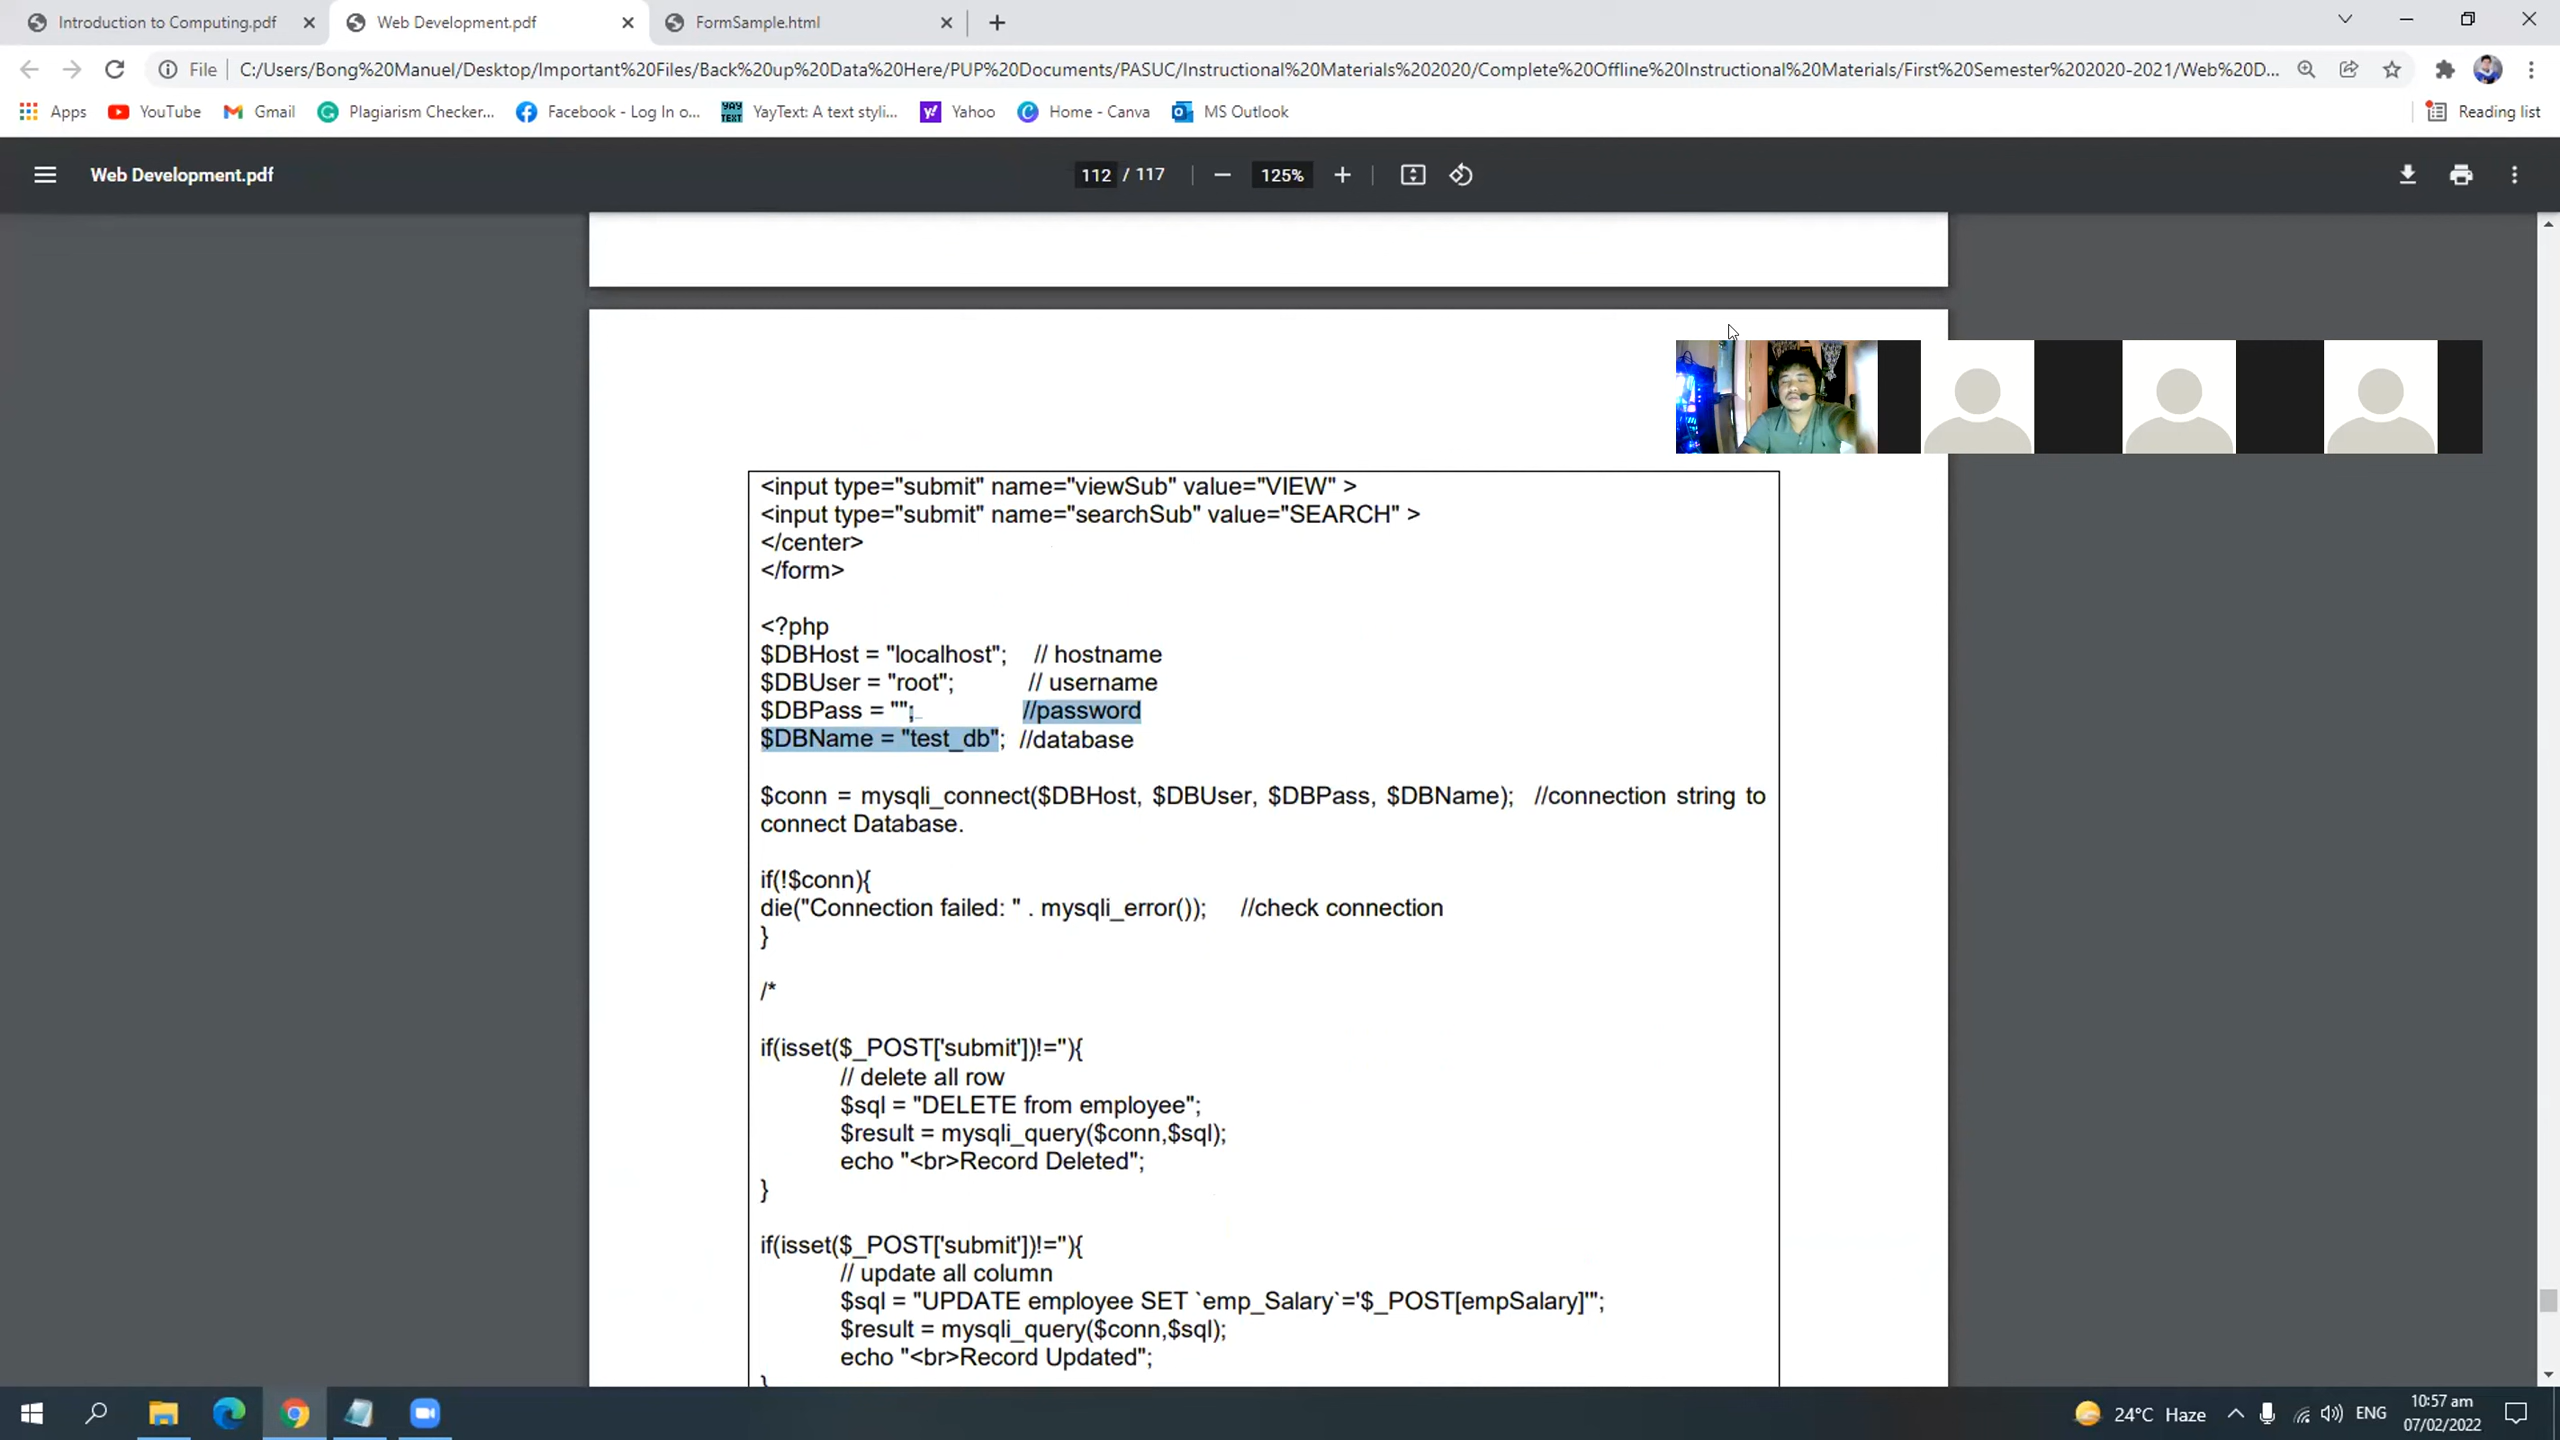 Introduction to Computing.pdf
Web Development.pdf
FormSample.html
File
C:/Users/Bong%20Manuel/Desktop/Important%20Files/Back%20up%20Data%20Here/PUP%20Documents/PASUC/Instructional%20Materials%202020/Complete%20Offline%20Instructional%20Materials/First%20Semester%202020-2021/Web%20D...
Apps
YouTube
Gmail
Plagiarism Checker...
Facebook - Log In o...
YAY TEXT
YayText: A text styli...
Yahoo
Home - Canva
MS Outlook
Reading list
Web Development.pdf
112 / 117
125%
<input type="submit" name="viewSub" value="VIEW" >
<input type="submit" name="searchSub" value="SEARCH" >
</center>
</form>
<?php
$DBHost = "localhost"; // hostname
$DBUser = "root"; // username
$DBPass = ""; //password
$DBName = "test_db"; //database
$conn = mysqli_connect($DBHost, $DBUser, $DBPass, $DBName); //connection string to
connect Database.
if(!$conn){
die("Connection failed: " . mysqli_error()); //check connection
}
/*
if(isset($_POST['submit'])!=''){
// delete all row
$sql = "DELETE from employee";
$result = mysqli_query($conn,$sql);
echo "<br>Record Deleted";
}
if(isset($_POST['submit'])!=''){
// update all column
$sql = "UPDATE employee SET `emp_Salary`='$_POST[empSalary]'";
$result = mysqli_query($conn,$sql);
echo "<br>Record Updated";
}
24°C Haze
ENG
10:57 am
07/02/2022